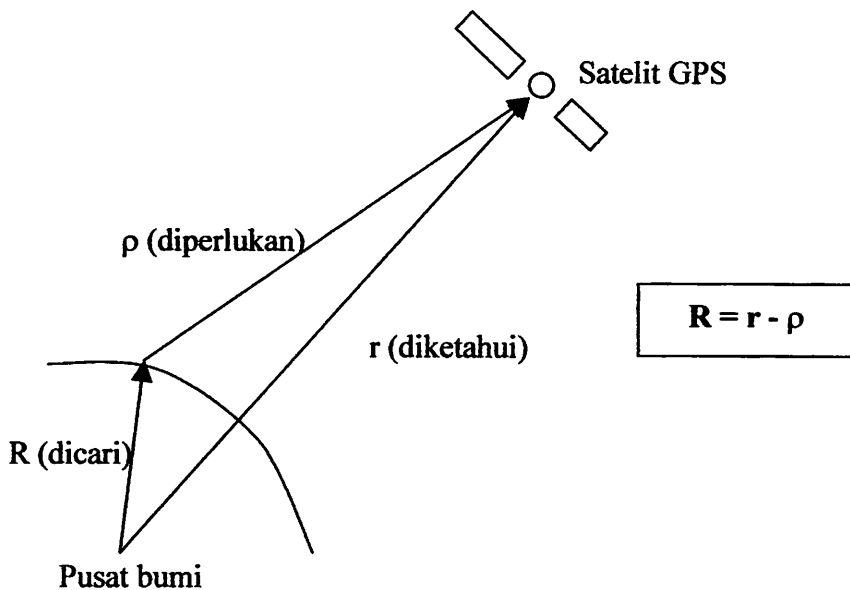 Satelit GPS
ρ (diperlukan)
R = r - ρ
r (diketahui)
R (dicari)
Pusat bumi